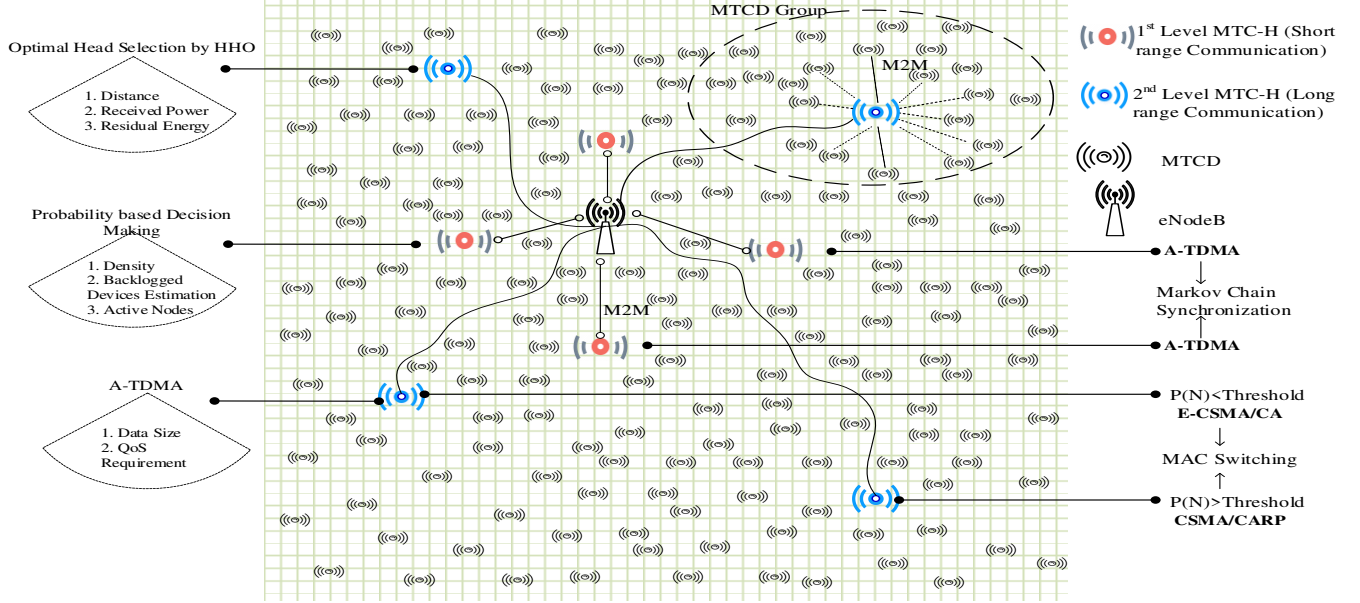 Optimal Head Selection by HHO
1. Distance
2. Received Power
3. Residual Energy
Probability based Decision
Making
1. Density
2. Backlogged
Devices Estimation
3. Active Nodes
A-TDMA
1. Data Size
2. QoS
Requirement
MTCD Group
M2M
M2M
1st Level MTC-H (Short
range Communication)
2nd Level MTC-H (Long
range Communication)
MTCD
eNodeB
A-TDMA
Markov Chain
Synchronization
A-TDMA
P(N)<Threshold
E-CSMA/CA
MAC Switching
P(N)>Threshold
CSMA/CARP